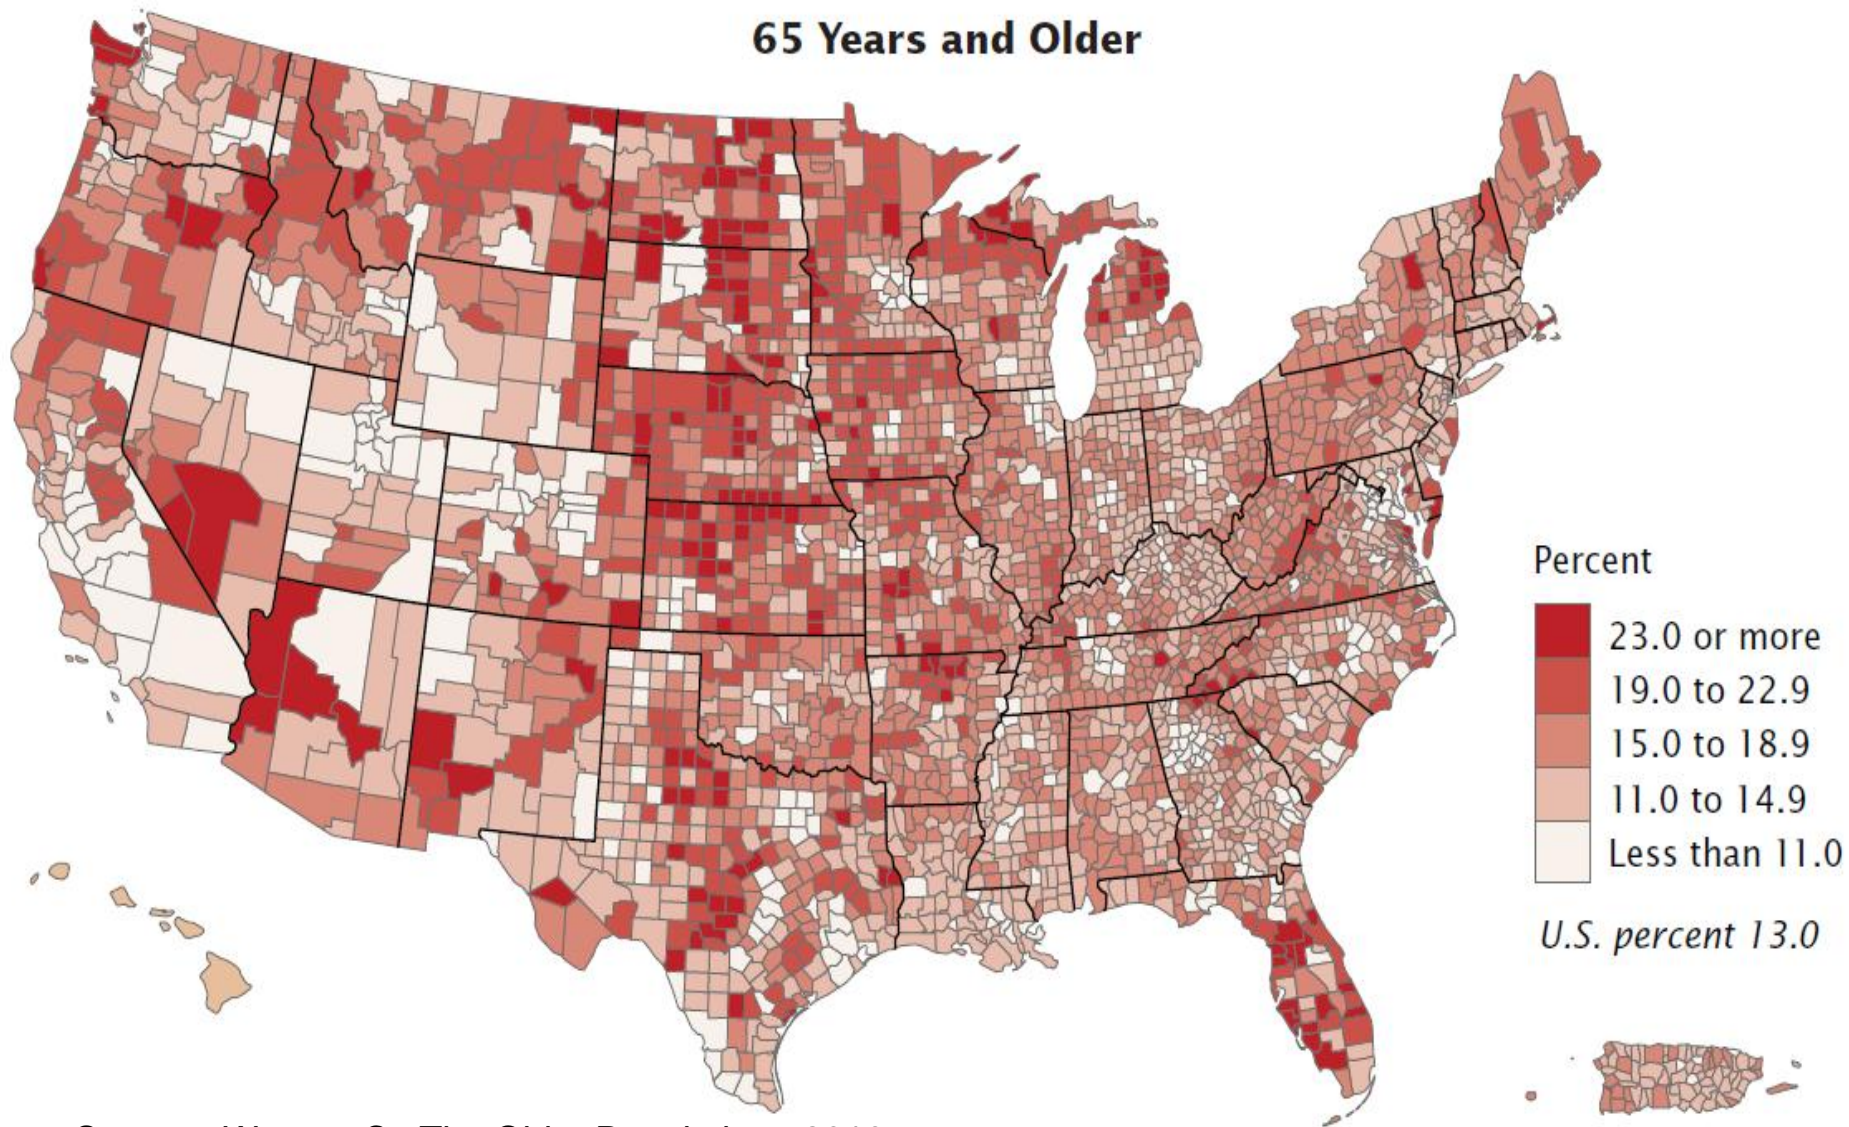 65 Years and Older
Percent
23.0 or more
19.0 to 22.9
15.0 to 18.9
11.0 to 14.9
Less than 11.0
U.S. percent 13.0